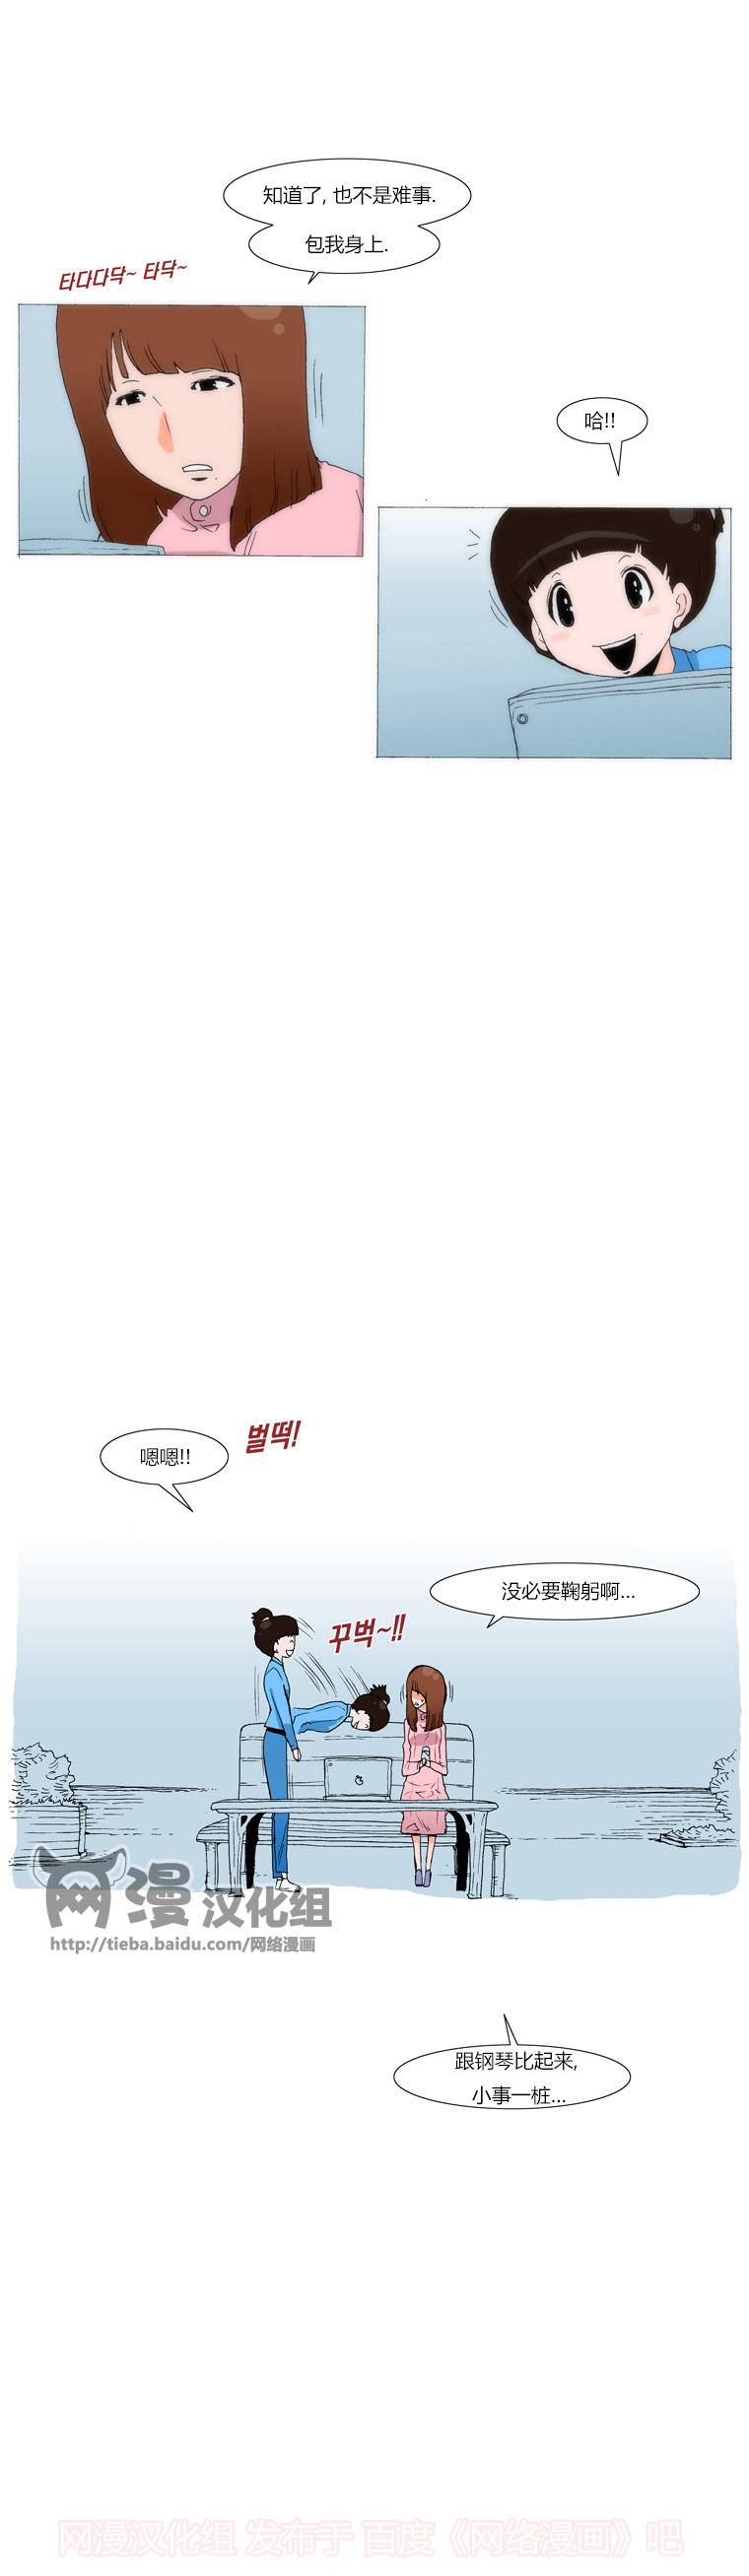 知道了, 也不是难事.
包我身上.
타다다닥~ 타닥~
哈!!
벌떡!
嗯嗯!!
没必要鞠躬啊...
꾸벅~!!
网漫 汉化组
http://tieba.baidu.com/网络漫画
跟钢琴比起来,
小事一桩...
网漫汉化组 发布于 百度《网络漫画》吧